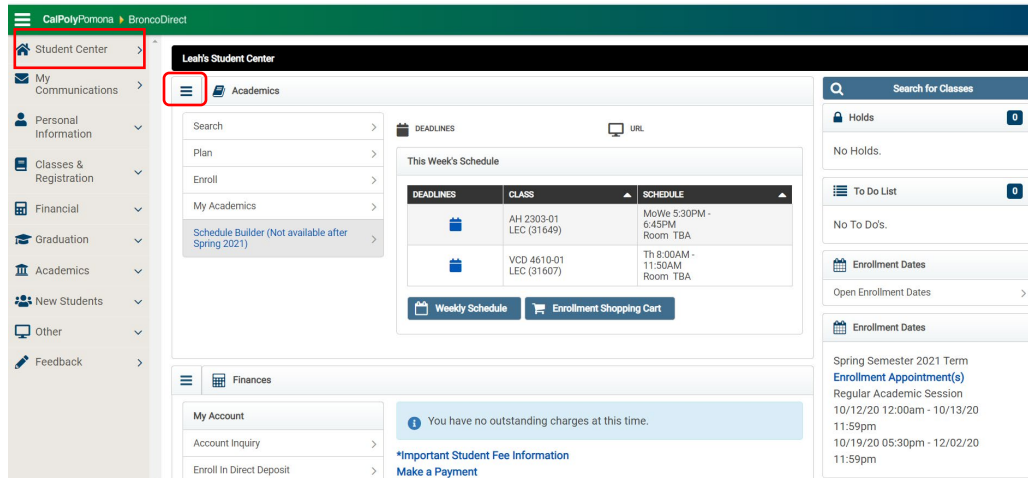 CalPolyPomona BroncoDirect
Student Center
My
Communications
Personal
Information
Classes &
Registration
Financial
Graduation
Academics
New Students
Other
Feedback
Leah's Student Center
Academics
Search
Plan
Enroll
My Academics
Schedule Builder (Not available after
Spring 2021)
DEADLINES
URL
This Week's Schedule
DEADLINES CLASS SCHEDULE
AH 2303-01
LEC (31649)
MoWe 5:30PM -
6:45PM
Room TBA
VCD 4610-01
LEC (31607)
Th 8:00AM -
11:50AM
Room TBA
Weekly Schedule
Enrollment Shopping Cart
Finances
My Account
Account Inquiry
Enroll In Direct Deposit
You have no outstanding charges at this time.
*Important Student Fee Information
Make a Payment
Search for Classes
Holds 0
No Holds.
To Do List 0
No To Do's.
Enrollment Dates
Open Enrollment Dates
Enrollment Dates
Spring Semester 2021 Term
Enrollment Appointment(s)
Regular Academic Session
10/12/20 12:00am - 10/13/20
11:59pm
10/19/20 05:30pm - 12/02/20
11:59pm